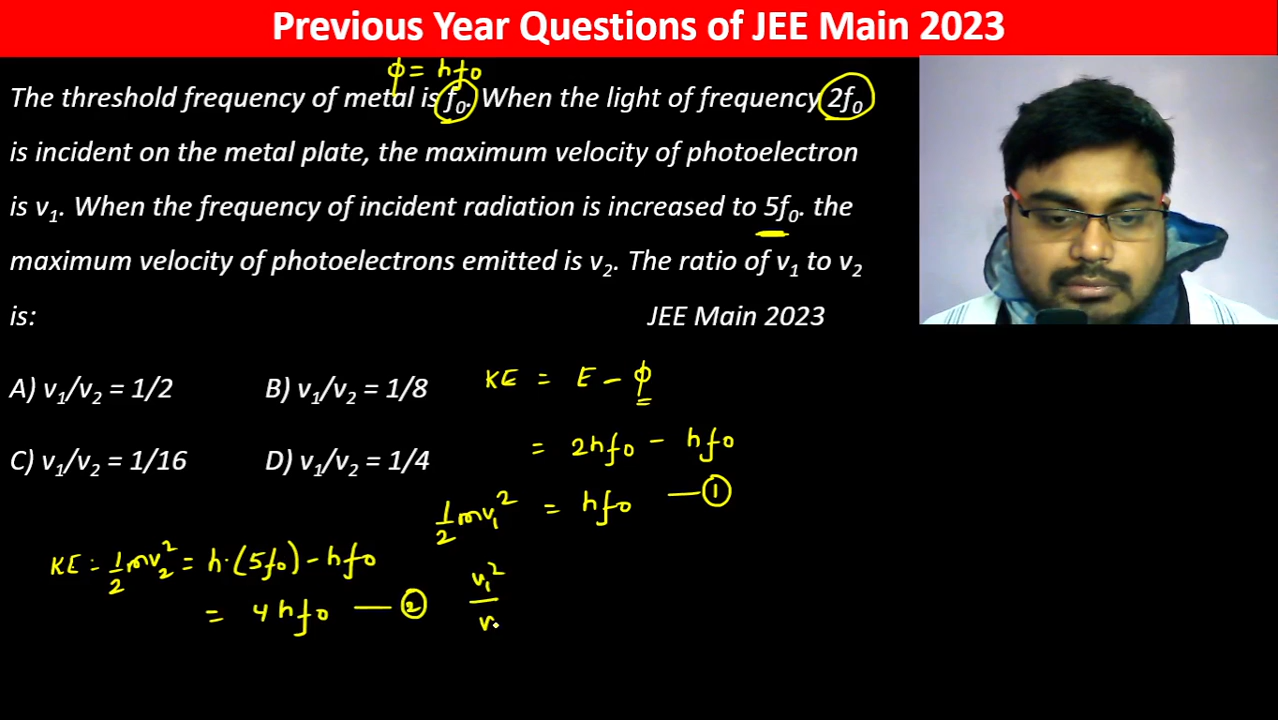 Previous Year Questions of JEE Main 2023
ϕ = hf0
The threshold frequency of metal is f0. When the light of frequency 2f0
is incident on the metal plate, the maximum velocity of photoelectron
is v1. When the frequency of incident radiation is increased to 5f0. the
maximum velocity of photoelectrons emitted is v2. The ratio of v1 to v2
is: JEE Main 2023
A) v1/v2 = 1/2 B) v1/v2 = 1/8
C) v1/v2 = 1/16 D) v1/v2 = 1/4
KE = E - ϕ
= 2hf0 - hf0
1/2 mv1² = hf0 — ①
KE = 1/2 mv2² = h·(5f0) - hf0
= 4hf0 — ②
v1²/v